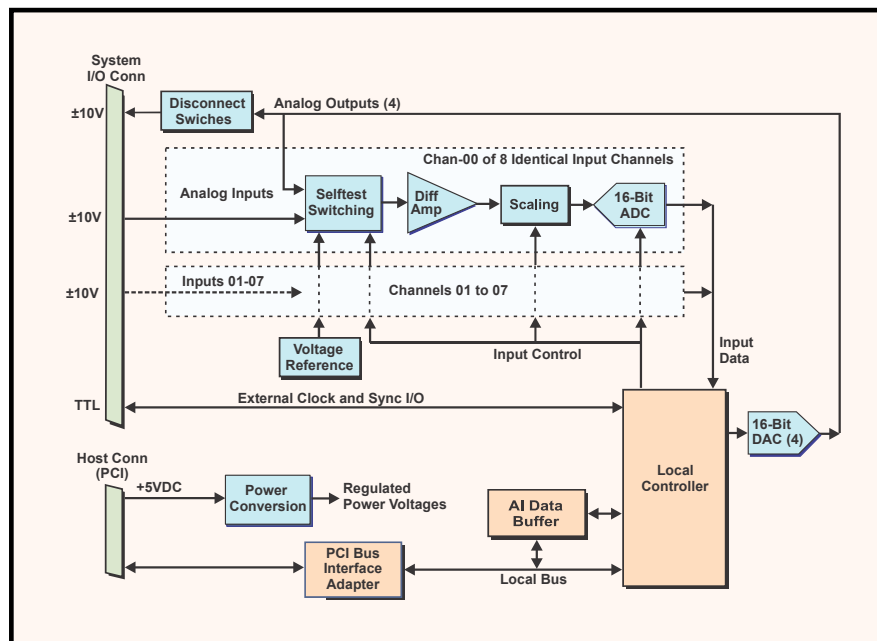 System
I/O Conn
±10V
Disconnect
Swiches
Analog Outputs (4)
Chan-00 of 8 Identical Input Channels
Analog Inputs
Selftest
Switching
Diff
Amp
Scaling
16-Bit
ADC
±10V
Inputs 01-07
Channels 01 to 07
±10V
Voltage
Reference
Input Control
Input
Data
TTL
External Clock and Sync I/O
16-Bit
DAC (4)
Host Conn
(PCI)
+5VDC
Power
Conversion
Regulated
Power Voltages
AI Data
Buffer
Local
Controller
PCI Bus
Interface
Adapter
Local Bus